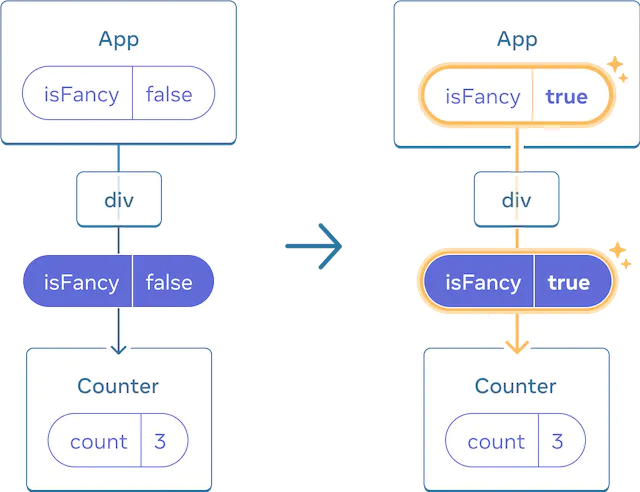 App
isFancy false
div
isFancy false
Counter
count 3
App
isFancy true
div
isFancy true
Counter
count 3